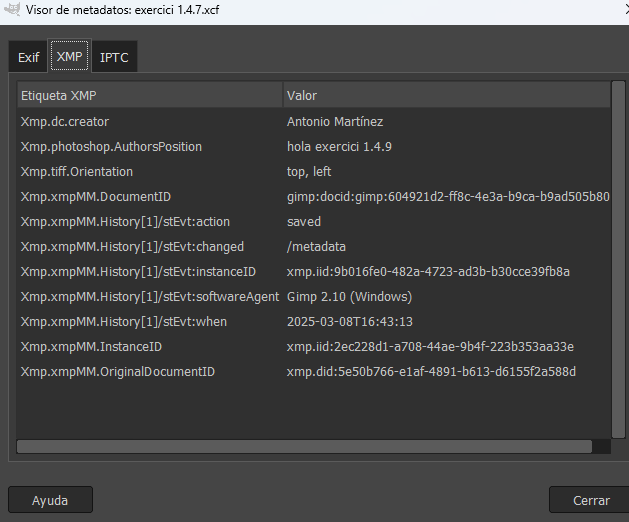 Visor de metadatos: exercici 1.4.7.xcf
Exif XMP IPTC
Etiqueta XMP Valor
Xmp.dc.creator Antonio Martínez
Xmp.photoshop.AuthorsPosition hola exercici 1.4.9
Xmp.tiff.Orientation top, left
Xmp.xmpMM.DocumentID gimp:docid:gimp:604921d2-ff8c-4e3a-b9ca-b9ad505b80
Xmp.xmpMM.History[1]/stEvt:action saved
Xmp.xmpMM.History[1]/stEvt:changed /metadata
Xmp.xmpMM.History[1]/stEvt:instanceID xmp.iid:9b016fe0-482a-4723-ad3b-b30cce39fb8a
Xmp.xmpMM.History[1]/stEvt:softwareAgent Gimp 2.10 (Windows)
Xmp.xmpMM.History[1]/stEvt:when 2025-03-08T16:43:13
Xmp.xmpMM.InstanceID xmp.iid:2ec228d1-a708-44ae-9b4f-223b353aa33e
Xmp.xmpMM.OriginalDocumentID xmp.did:5e50b766-e1af-4891-b613-d6155f2a588d
Ayuda Cerrar